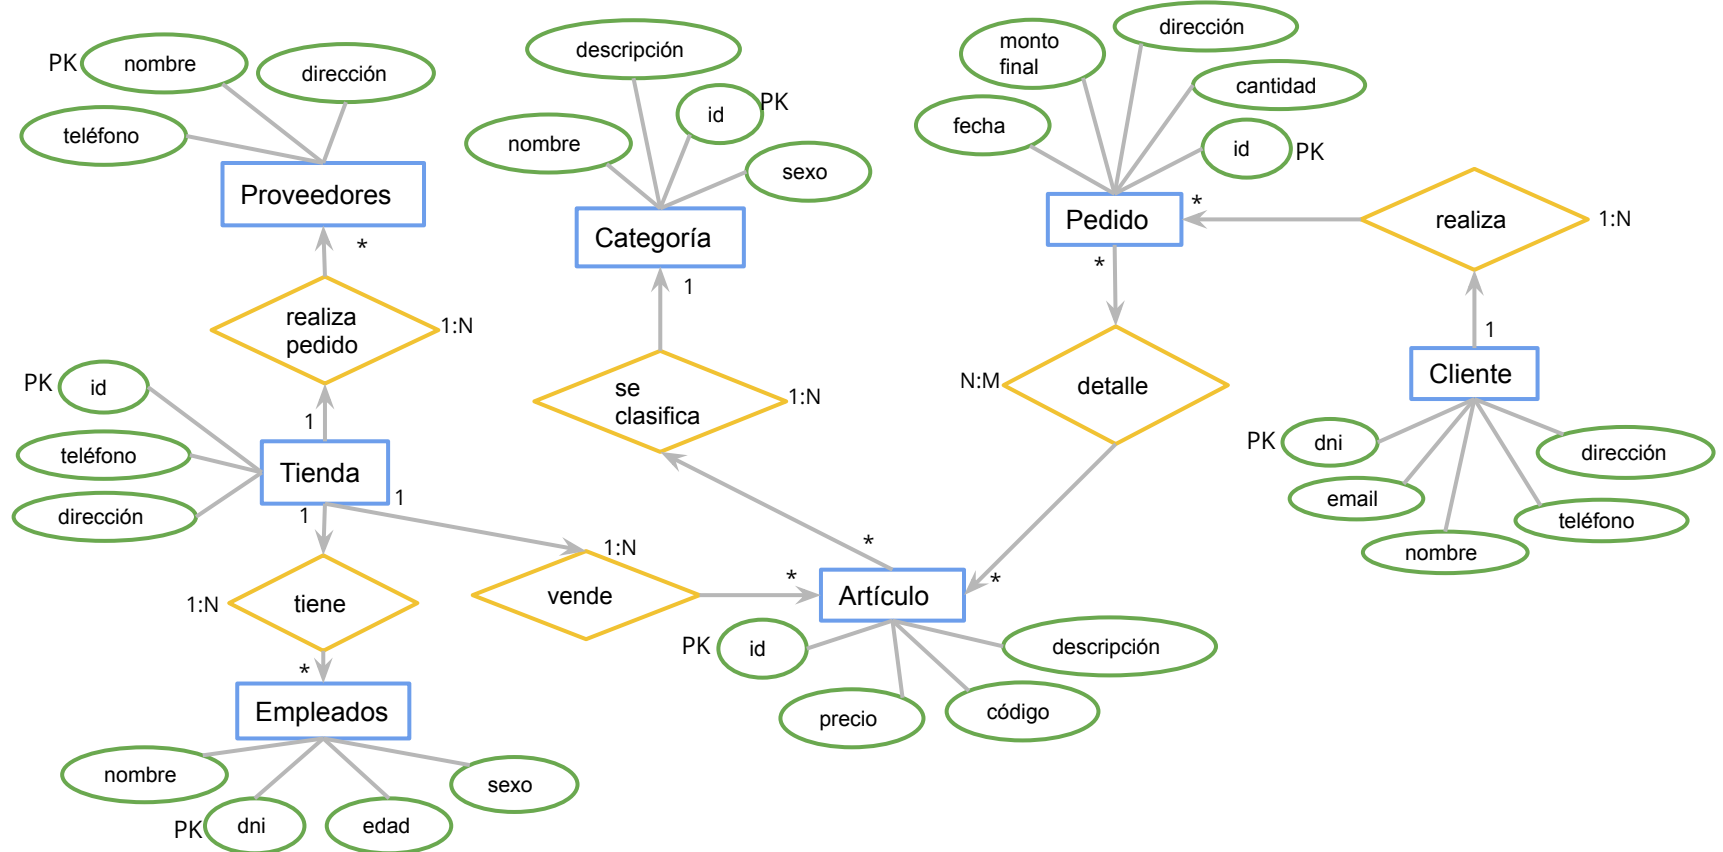 PK
nombre
dirección
teléfono
Proveedores
*
realiza
pedido
1:N
1
PK
id
teléfono
dirección
Tienda
1
1
1:N
tiene
*
Empleados
nombre
PK
dni
edad
sexo
descripción
id
PK
nombre
sexo
Categoría
1
se
clasifica
1:N
*
1:N
vende
*
Artículo
*
PK
id
precio
código
descripción
monto
final
dirección
cantidad
fecha
id
PK
Pedido
*
*
realiza
1:N
N:M
detalle
1
Cliente
PK
dni
email
nombre
teléfono
dirección